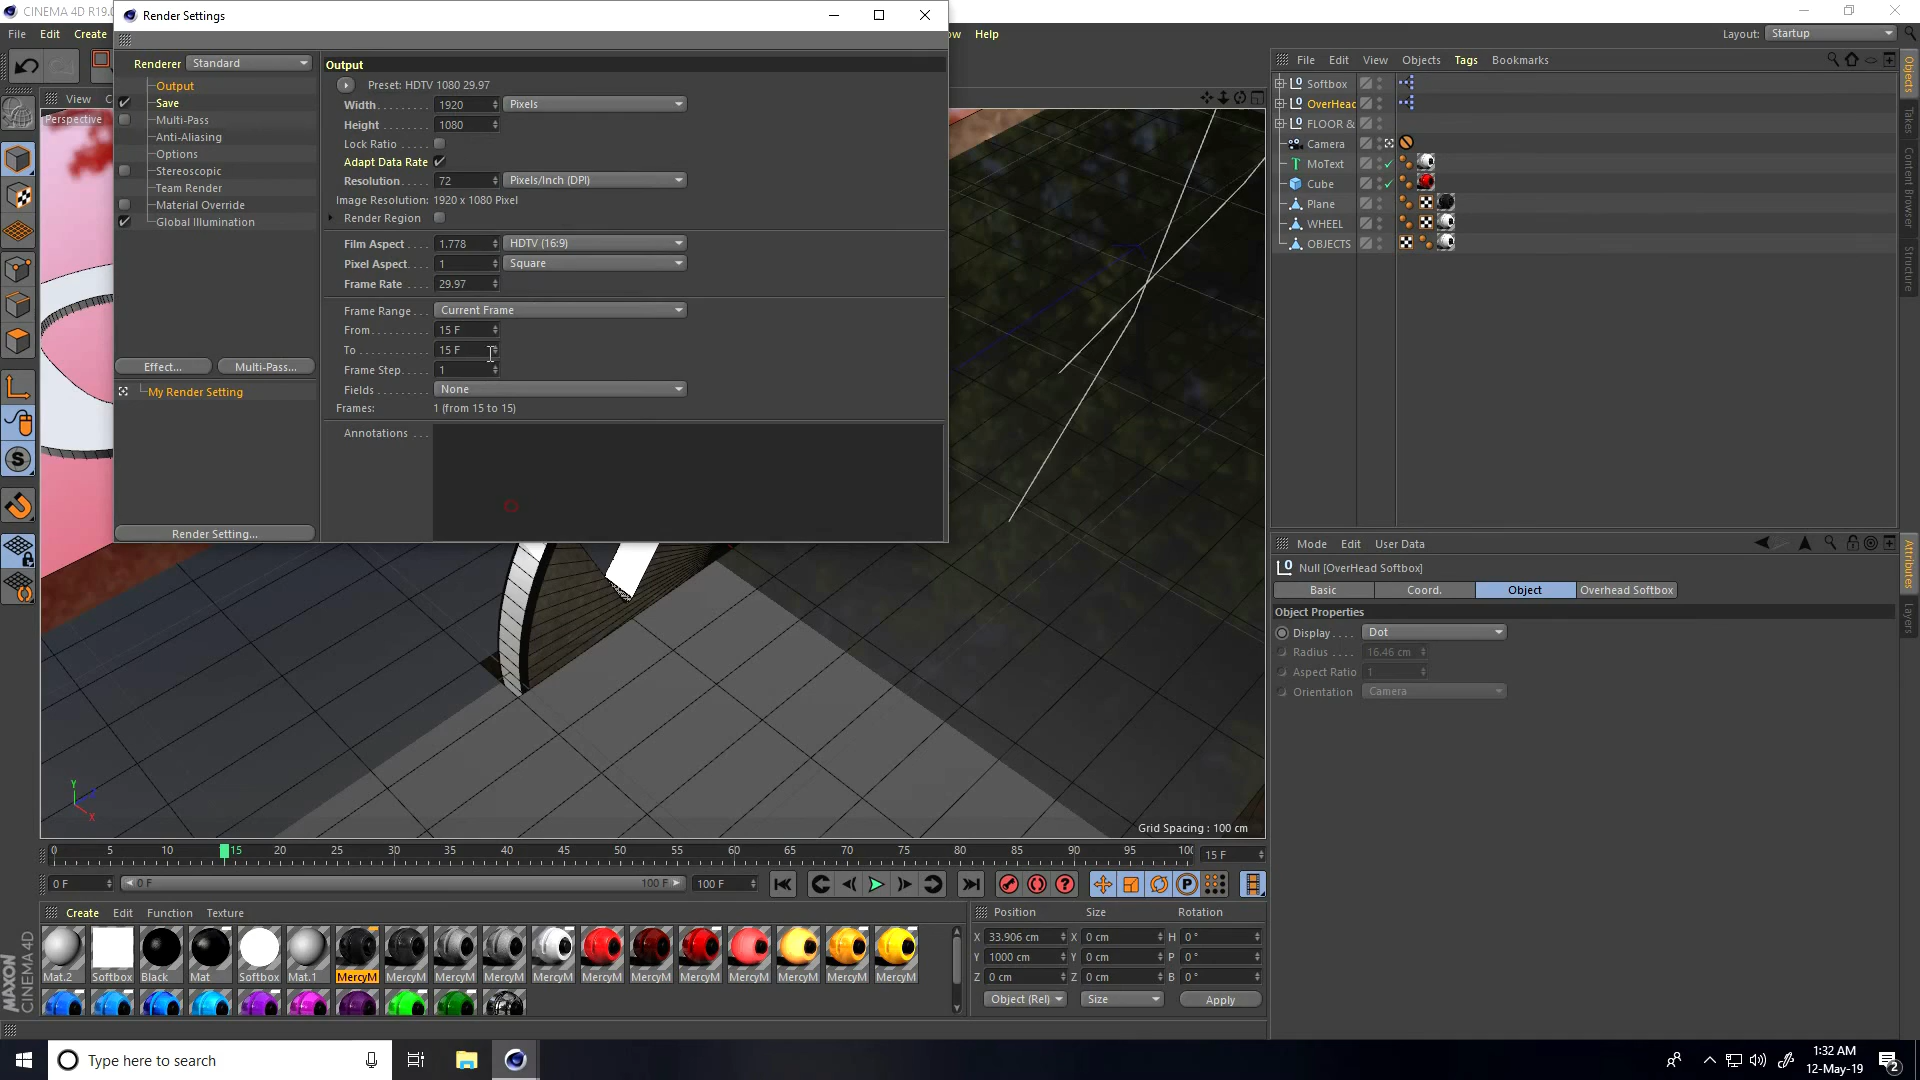 CINEMA 4D R19.0
Render Settings
File Edit Create
ow Help
Layout: Startup
Renderer Standard
Output
Save
Multi-Pass
Anti-Aliasing
Options
Stereoscopic
Team Render
Material Override
Global Illumination
Effect... Multi-Pass...
My Render Setting
Render Setting...
Output
Preset: HDTV 1080 29.97
Width 1920 Pixels
Height 1080
Lock Ratio
Adapt Data Rate
Resolution 72 Pixels/Inch (DPI)
Image Resolution: 1920 x 1080 Pixel
Render Region
Film Aspect 1.778 HDTV (16:9)
Pixel Aspect 1 Square
Frame Rate 29.97
Frame Range Current Frame
From 15 F
To 15 F
Frame Step 1
Fields None
Frames: 1 (from 15 to 15)
Annotations
View C
Perspective
Y
X
Grid Spacing : 100 cm
File Edit View Objects Tags Bookmarks
Softbox
OverHead
FLOOR &
Camera
MoText
Cube
Plane
WHEEL
OBJECTS
Objects
Takes
Content Browser
Structure
Mode Edit User Data
Null [OverHead Softbox]
Basic Coord. Object Overhead Softbox
Object Properties
Display Dot
Radius 16.46 cm
Aspect Ratio 1
Orientation Camera
Attributes
Layers
0 5 10 15 20 25 30 35 40 45 50 55 60 65 70 75 80 85 90 95 100 15 F
0 F 0 F 100 F 100 F
Create Edit Function Texture
Mat.2 Softbox Black Mat Softbox Mat.1 MercyM MercyM MercyM MercyM MercyM MercyM MercyM MercyM MercyM MercyM MercyM MercyM
Position Size Rotation
X 33.906 cm X 0 cm H 0 °
Y 1000 cm Y 0 cm P 0 °
Z 0 cm Z 0 cm B 0 °
Object (Rel) Size Apply
MAXON
CINEMA 4D
Type here to search
1:32 AM
12-May-19
2